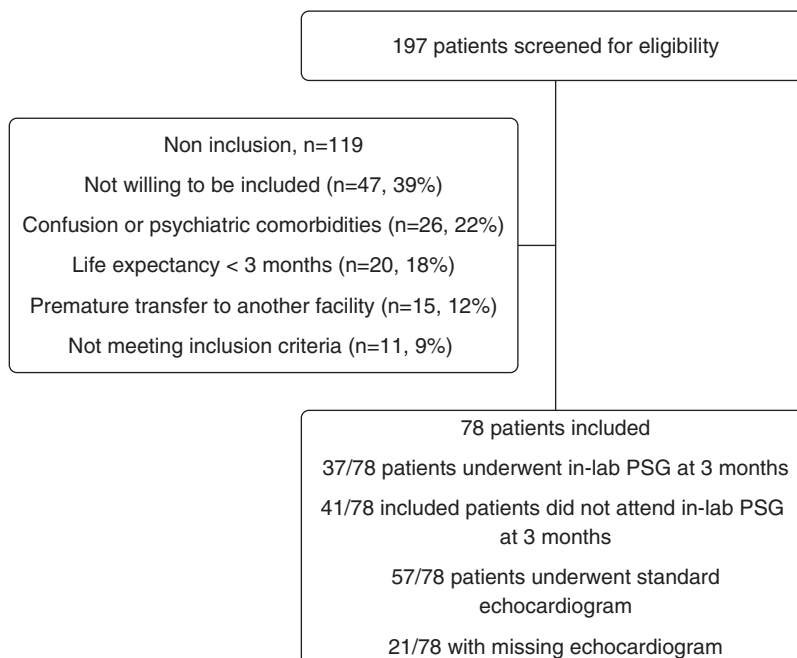 197 patients screened for eligibility
Non inclusion, n=119
Not willing to be included (n=47, 39%)
Confusion or psychiatric comorbidities (n=26, 22%)
Life expectancy < 3 months (n=20, 18%)
Premature transfer to another facility (n=15, 12%)
Not meeting inclusion criteria (n=11, 9%)
78 patients included
37/78 patients underwent in-lab PSG at 3 months
41/78 included patients did not attend in-lab PSG
at 3 months
57/78 patients underwent standard
echocardiogram
21/78 with missing echocardiogram